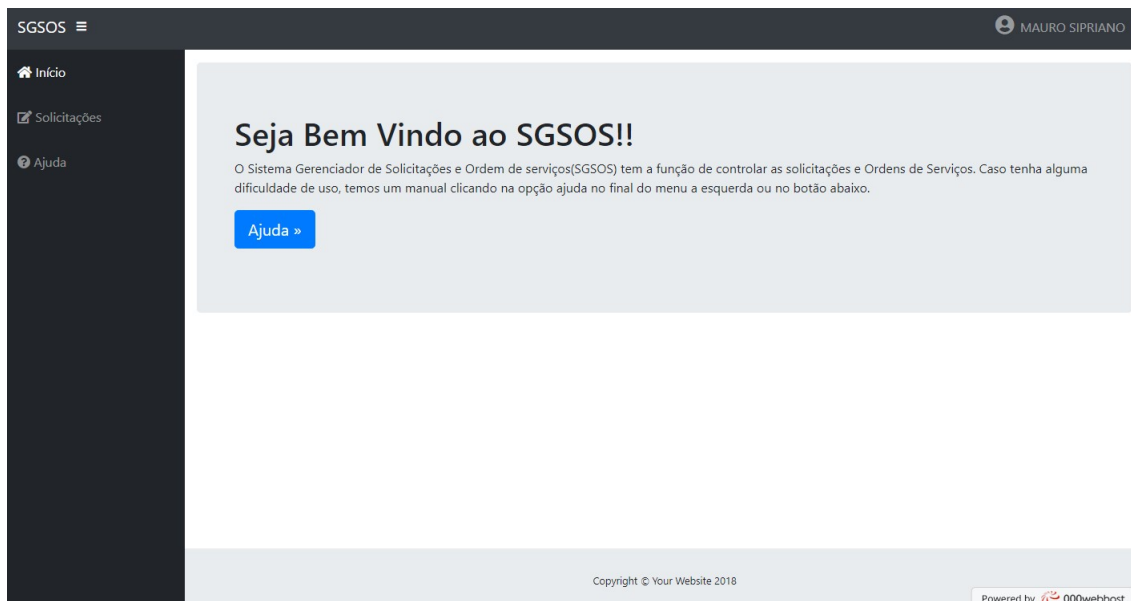 SGSOS
MAURO SIPRIANO
Início
Solicitações
Ajuda
Seja Bem Vindo ao SGSOS!!
O Sistema Gerenciador de Solicitações e Ordem de serviços(SGSOS) tem a função de controlar as solicitações e Ordens de Serviços. Caso tenha alguma
dificuldade de uso, temos um manual clicando na opção ajuda no final do menu a esquerda ou no botão abaixo.
Ajuda »
Copyright © Your Website 2018
Powered by 000webhost